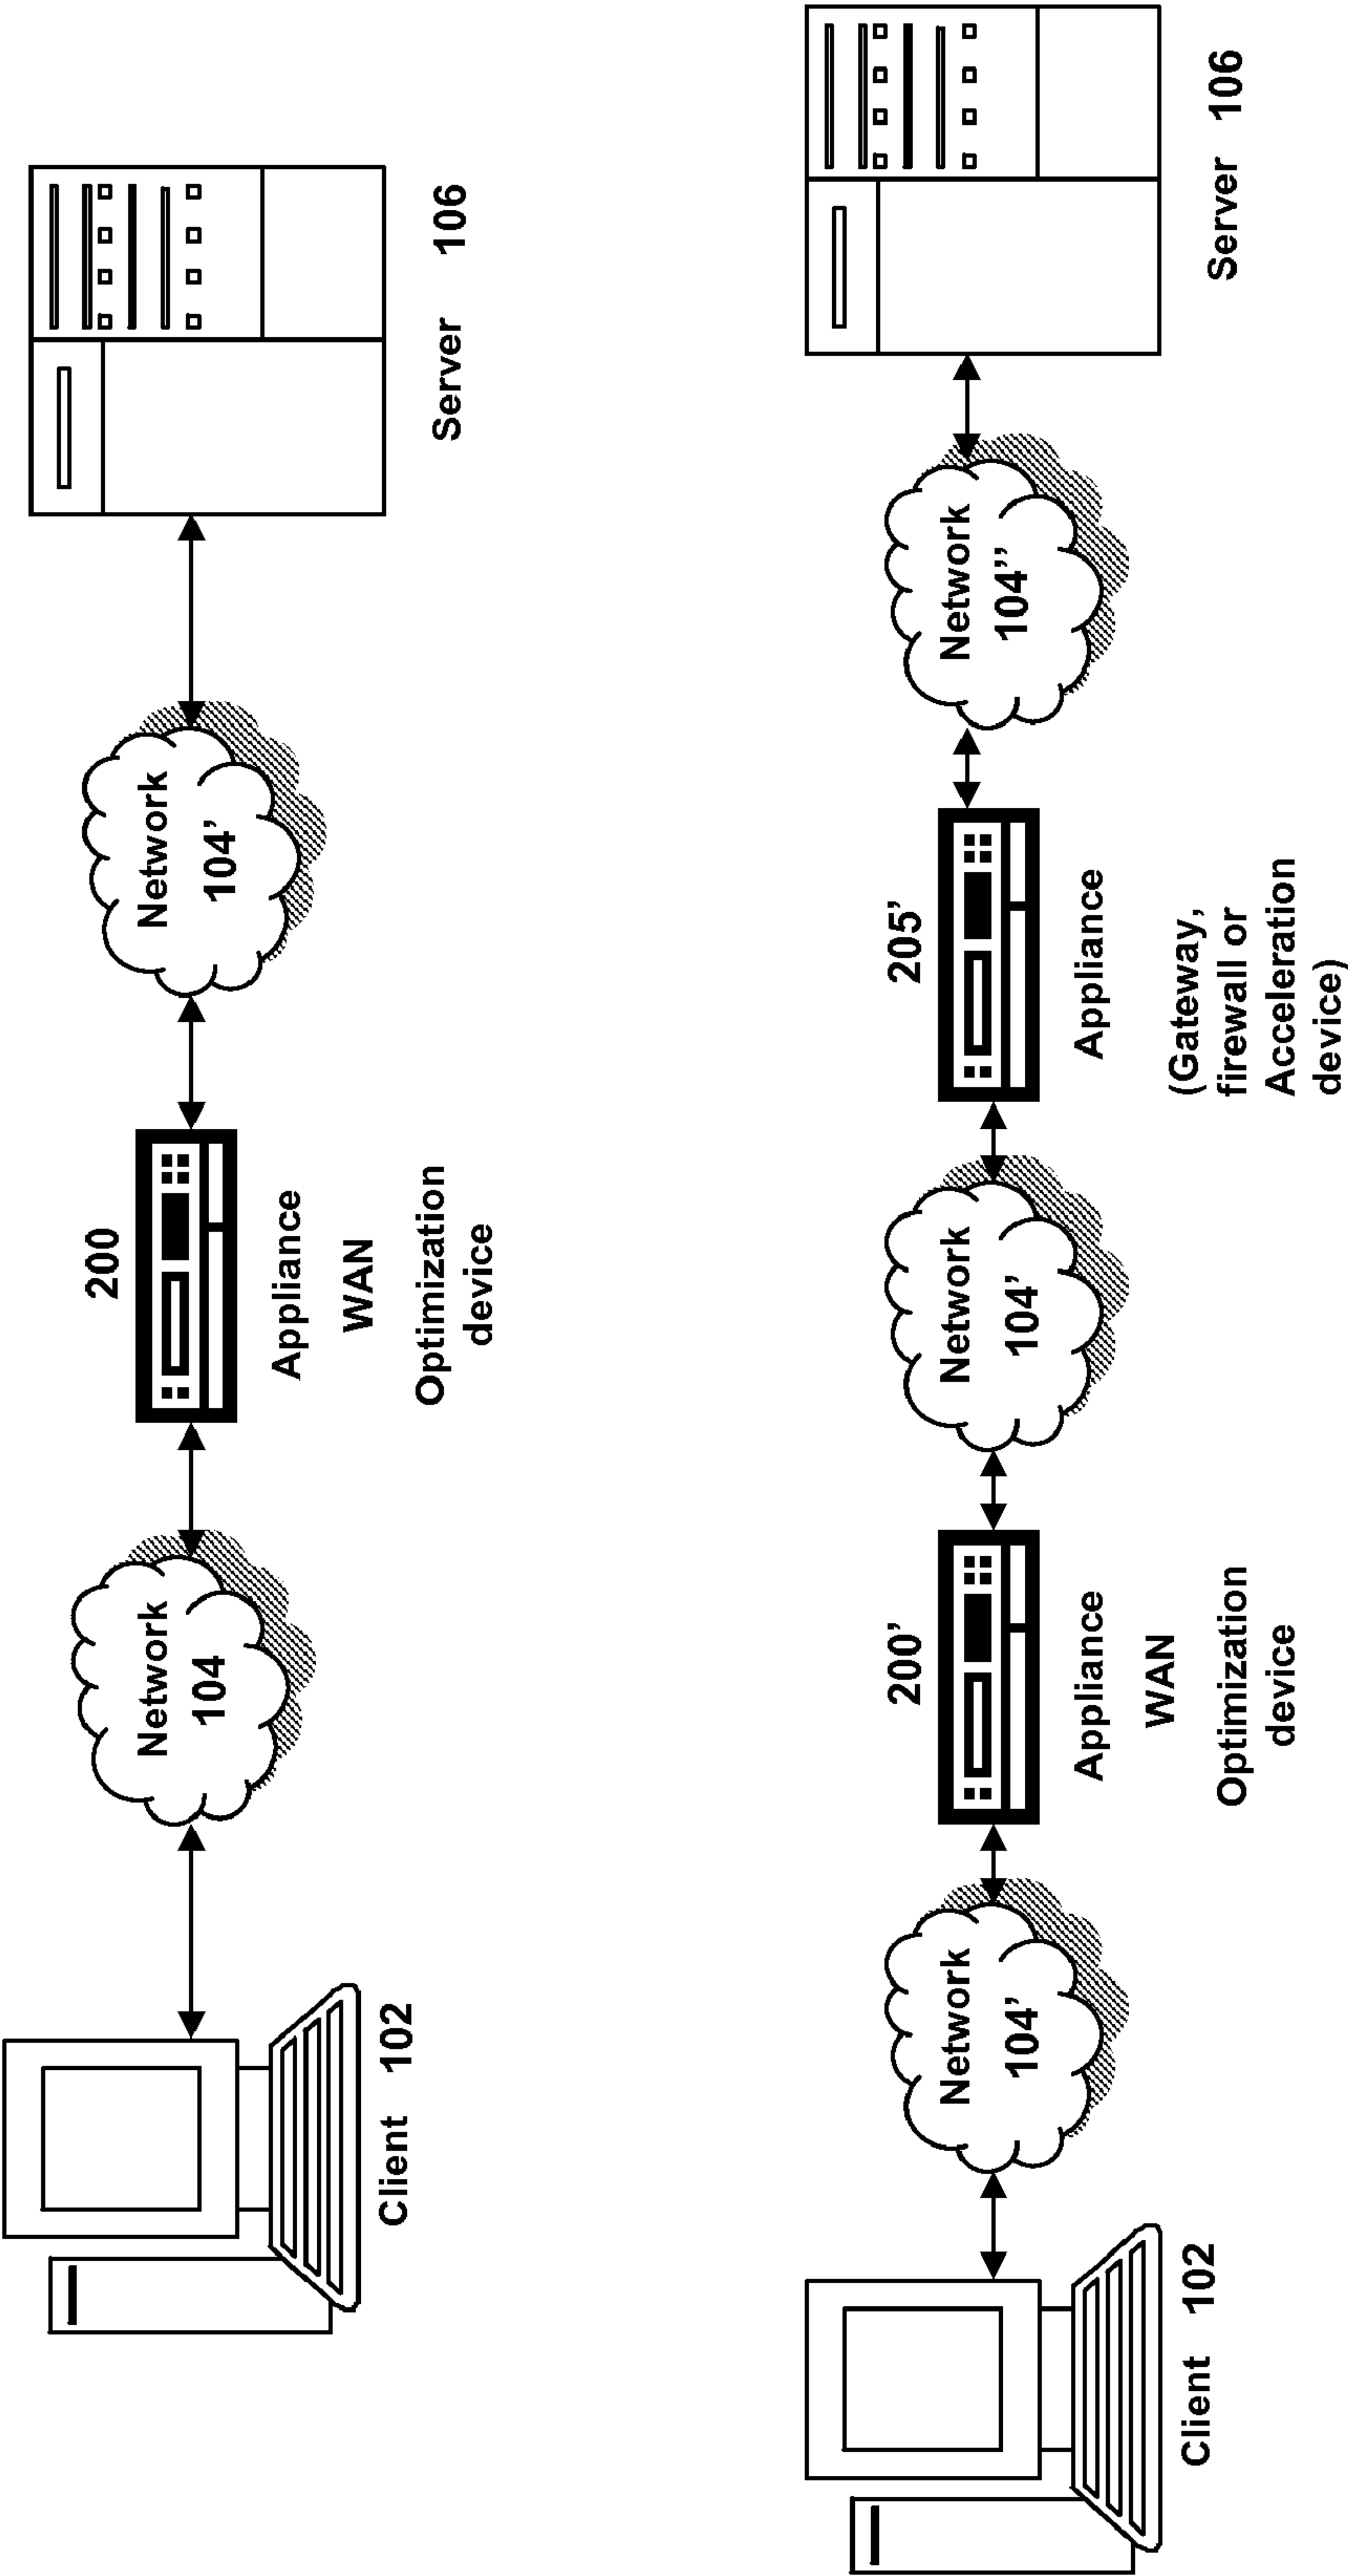 Client 102
Network
104
200
Appliance
WAN
Optimization
device
Network
104’
Server 106
Client 102
Network
104’
200’
Appliance
WAN
Optimization
device
Network
104’
205’
Appliance
(Gateway,
firewall or
Acceleration
device)
Network
104’’
Server 106